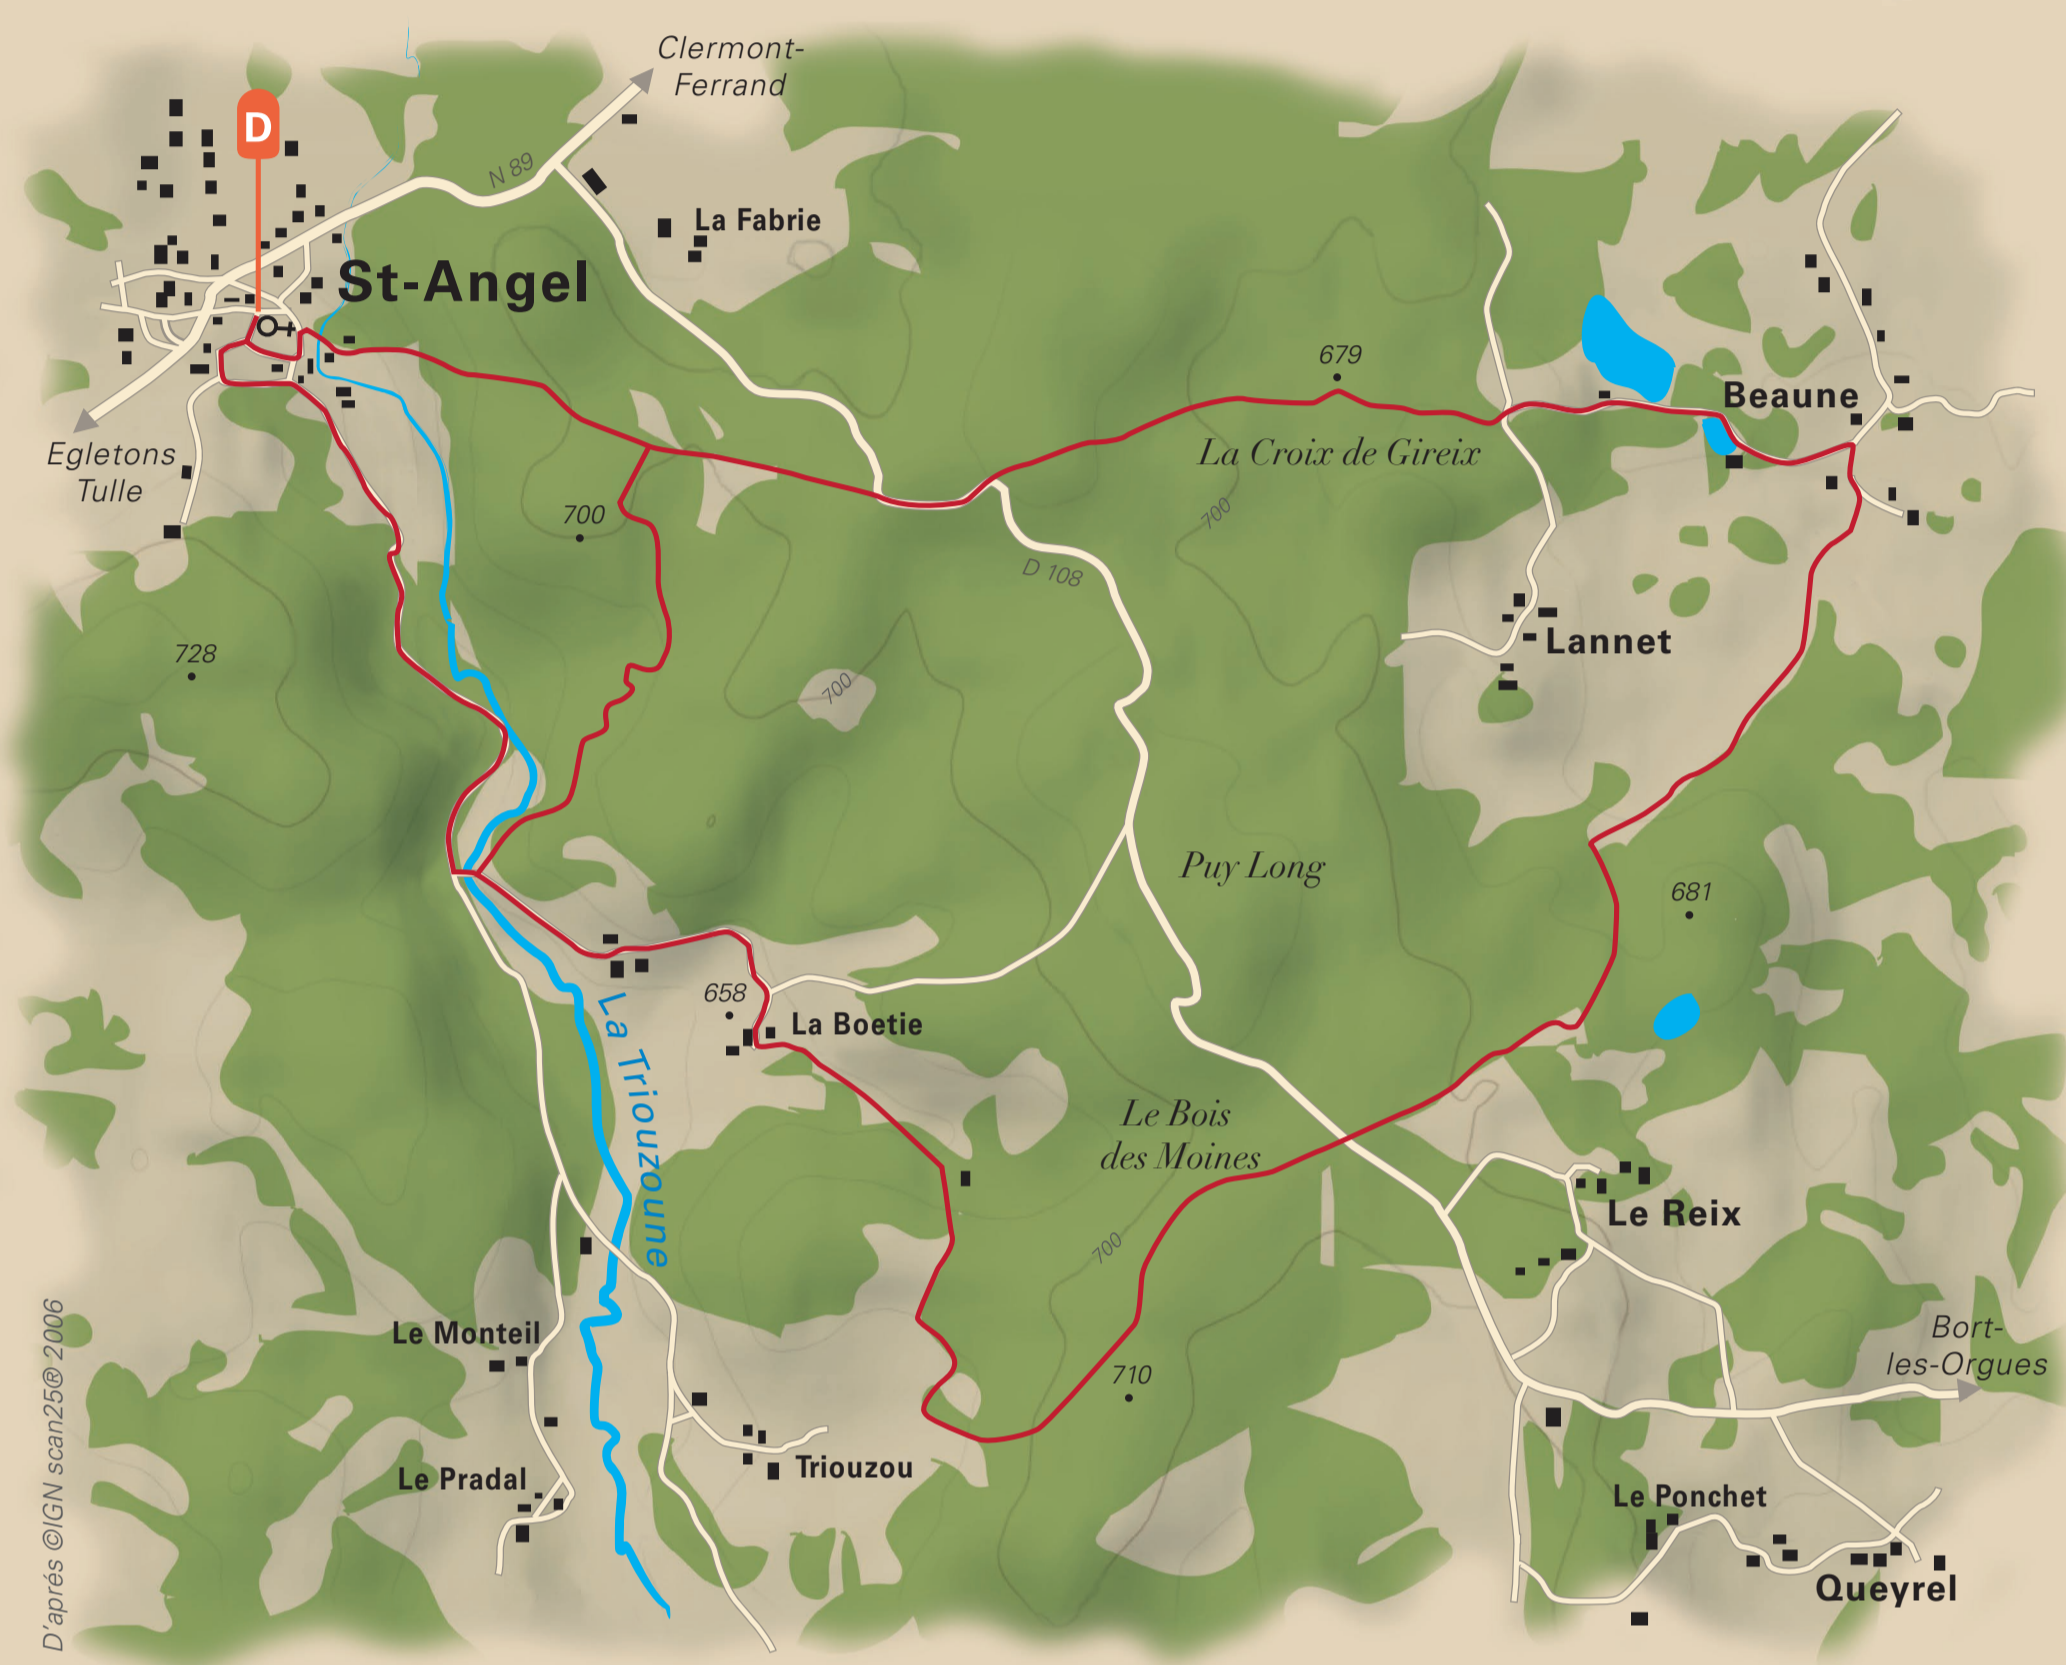 Clermont-
Ferrand
D
N 89
La Fabrie
St-Angel
679
Beaune
Egletons
Tulle
La Croix de Gireix
700
700
D 108
Lannet
728
700
Puy Long
681
658
La Boetie
La Triouzoune
Le Bois
des Moines
Le Reix
700
Le Monteil
Bort-
les-Orgues
710
Triouzou
Le Pradal
Le Ponchet
Queyrel
D'aprés ©IGN scan25® 2006